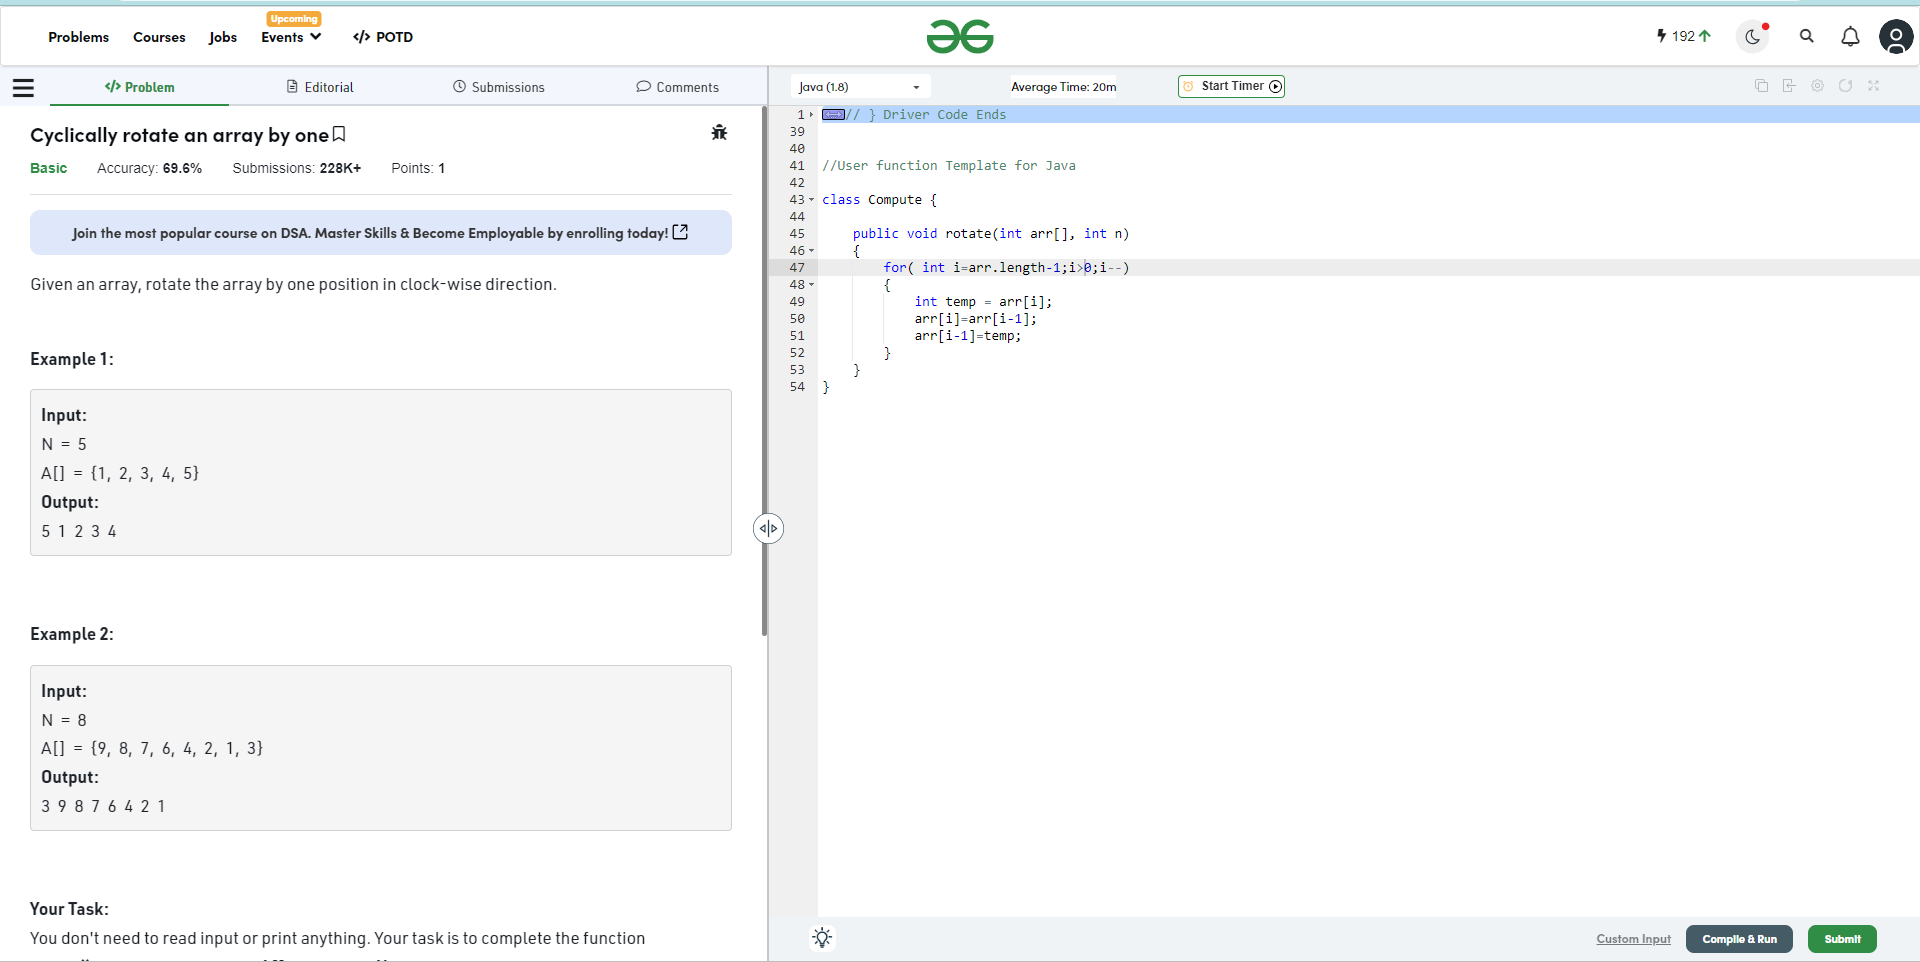 Problems Courses Jobs Upcoming Events </> POTD 192
</> Problem Editorial Submissions Comments
Cyclically rotate an array by one
Basic Accuracy: 69.6% Submissions: 228K+ Points: 1
Join the most popular course on DSA. Master Skills & Become Employable by enrolling today!
Given an array, rotate the array by one position in clock-wise direction.
Example 1:
Input:
N = 5
A[] = {1, 2, 3, 4, 5}
Output:
5 1 2 3 4
Example 2:
Input:
N = 8
A[] = {9, 8, 7, 6, 4, 2, 1, 3}
Output:
3 9 8 7 6 4 2 1
Your Task:
You don't need to read input or print anything. Your task is to complete the function
Java (1.8) Average Time: 20m Start Timer
1 // } Driver Code Ends
39
40
41 //User function Template for Java
42
43 class Compute {
44
45 public void rotate(int arr[], int n)
46 {
47 for( int i=arr.length-1;i>0;i--)
48 {
49 int temp = arr[i];
50 arr[i]=arr[i-1];
51 arr[i-1]=temp;
52 }
53 }
54 }
Custom Input Compile & Run Submit